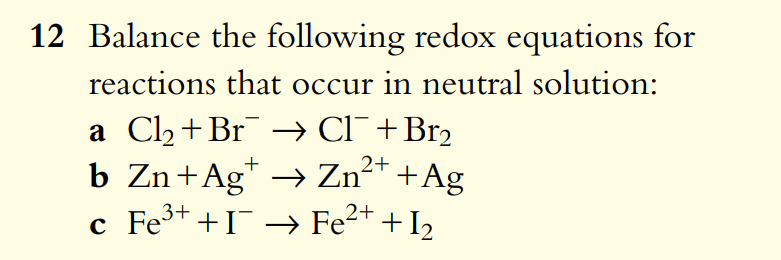 12 Balance the following redox equations for
reactions that occur in neutral solution:
a Cl₂ + Br⁻ → Cl⁻ + Br₂
b Zn + Ag⁺ → Zn²⁺ + Ag
c Fe³⁺ + I⁻ → Fe²⁺ + I₂